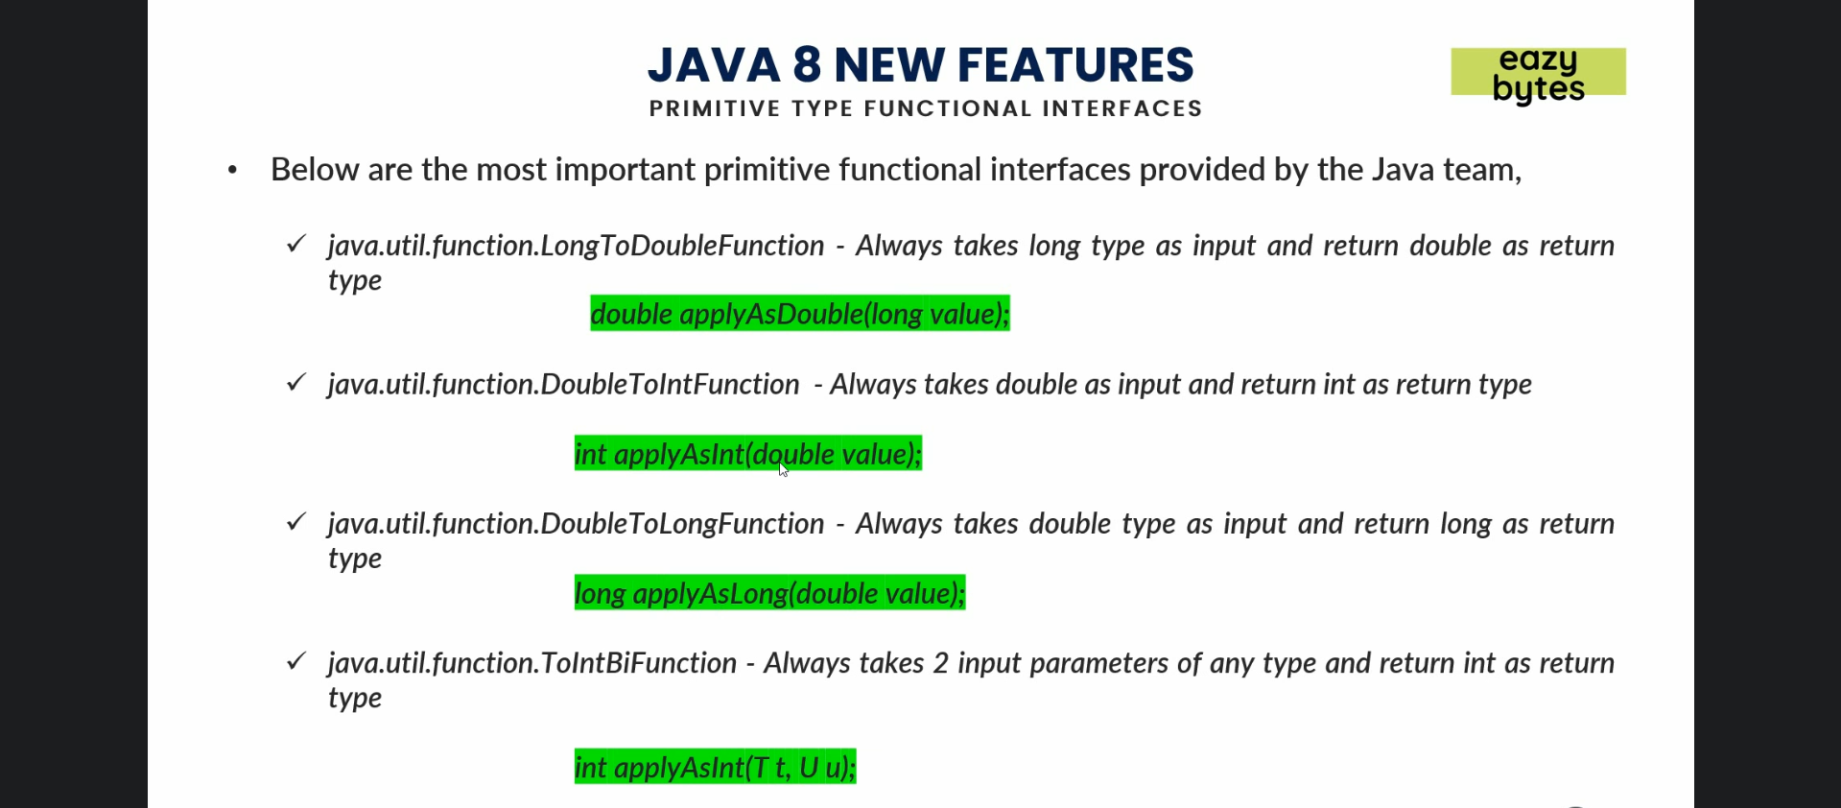 JAVA 8 NEW FEATURES
eazy
bytes
PRIMITIVE TYPE FUNCTIONAL INTERFACES
• Below are the most important primitive functional interfaces provided by the Java team,
✓ java.util.function.LongToDoubleFunction - Always takes long type as input and return double as return
type
double applyAsDouble(long value);
✓ java.util.function.DoubleToIntFunction - Always takes double as input and return int as return type
int applyAsInt(double value);
✓ java.util.function.DoubleToLongFunction - Always takes double type as input and return long as return
type
long applyAsLong(double value);
✓ java.util.function.ToIntBiFunction - Always takes 2 input parameters of any type and return int as return
type
int applyAsInt(T t, U u);